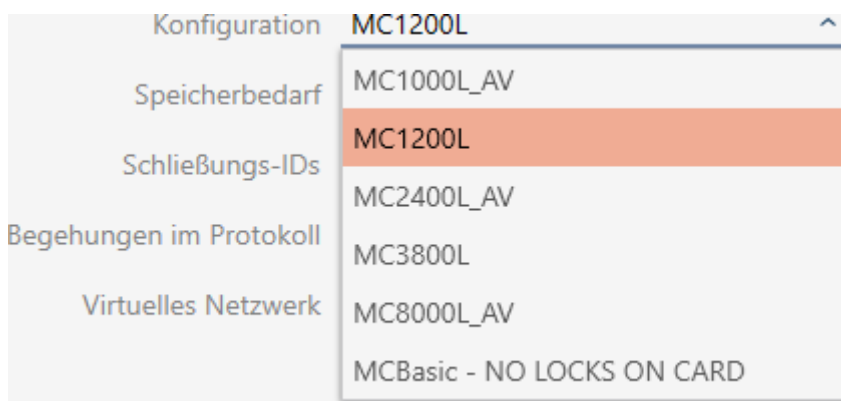 Konfiguration MC1200L
MC1000L_AV
Speicherbedarf
MC1200L
Schließungs-IDs
MC2400L_AV
Begehungen im Protokoll
MC3800L
Virtuelles Netzwerk
MC8000L_AV
MCBasic - NO LOCKS ON CARD